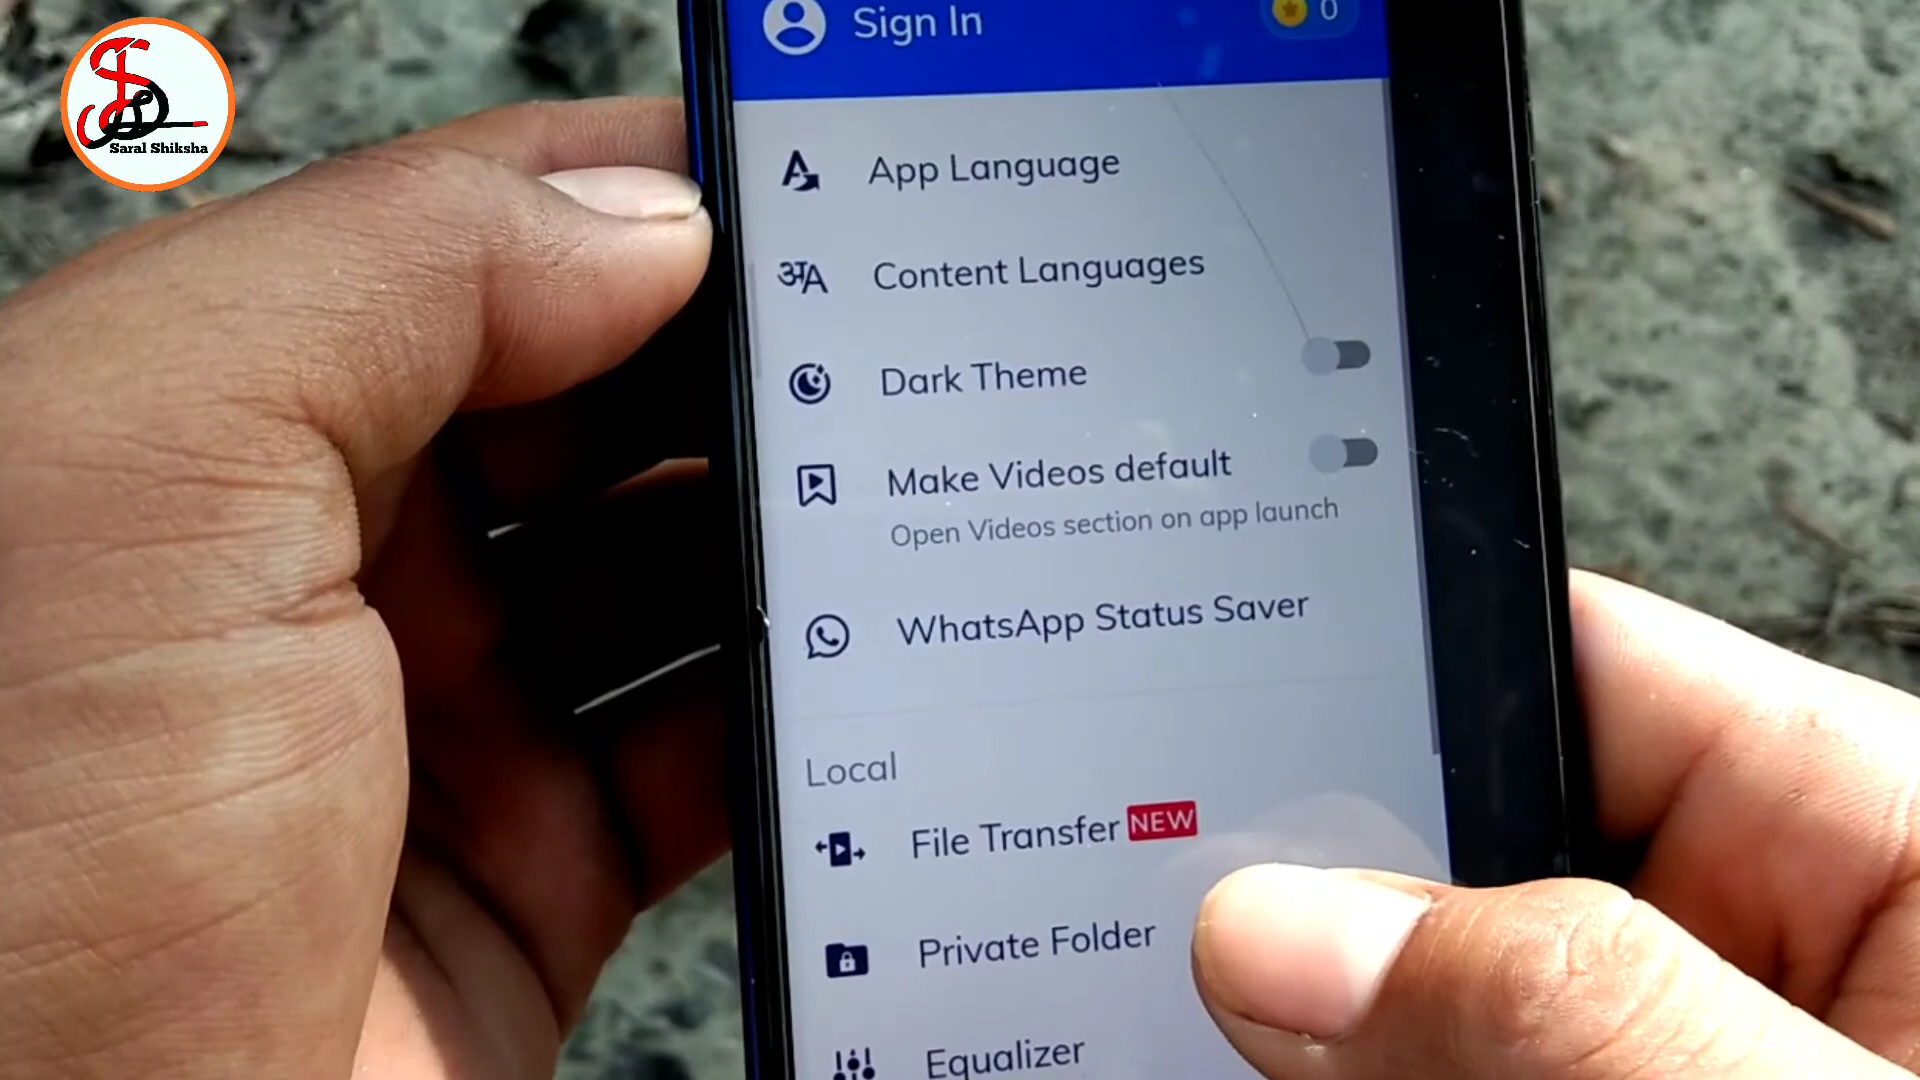 Saral Shiksha
Sign In
0
App Language
Content Languages
Dark Theme
Make Videos default
Open Videos section on app launch
WhatsApp Status Saver
Local
File Transfer NEW
Private Folder
Equalizer